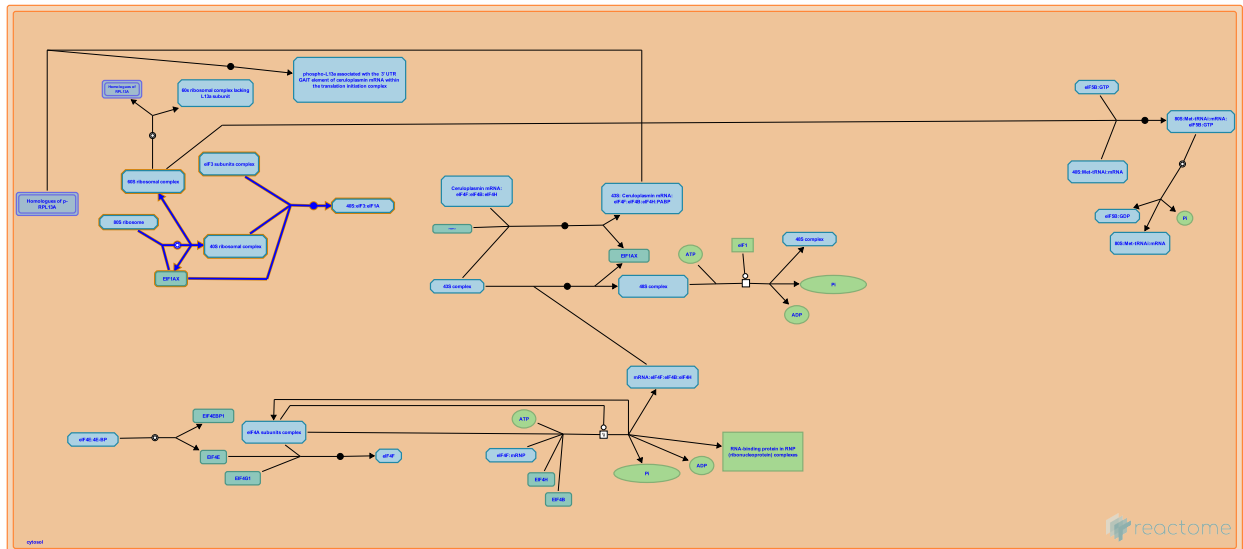 phospho-L13a associated wth the 3' UTR
GAIT element of ceruloplasmin mRNA within
the translation initiation complex
Homologues of
RPL13A
60s ribosomal complex lacking
L13a subunit
eIF5B:GTP
80S:Met-tRNAi:mRNA:
eIF5B:GTP
eIF3 subunits complex
60S ribosomal complex
48S:Met-tRNAi:mRNA
Ceruloplasmin mRNA:
eIF4F:eIF4B:eIF4H
43S: Ceruloplasmin mRNA:
eIF4F:eIF4B:eIF4H:PABP
Homologues of p-
RPL13A
40S:eIF3:eIF1A
80S ribosome
eIF5B:GDP
Pi
40S ribosomal complex
80S:Met-tRNAi:mRNA
eIF1
48S complex
ATP
EIF1AX
EIF1AX
43S complex
48S complex
Pi
ADP
mRNA:eIF4F:eIF4B:eIF4H
EIF4EBP1
ATP
eIF4E:4E-BP
eIF4A subunits complex
EIF4E
eIF4F
eIF4F:mRNP
RNA-binding protein in RNP
(ribonucleoprotein) complexes
ADP
Pi
EIF4G1
EIF4H
EIF4B
reactome
cytosol